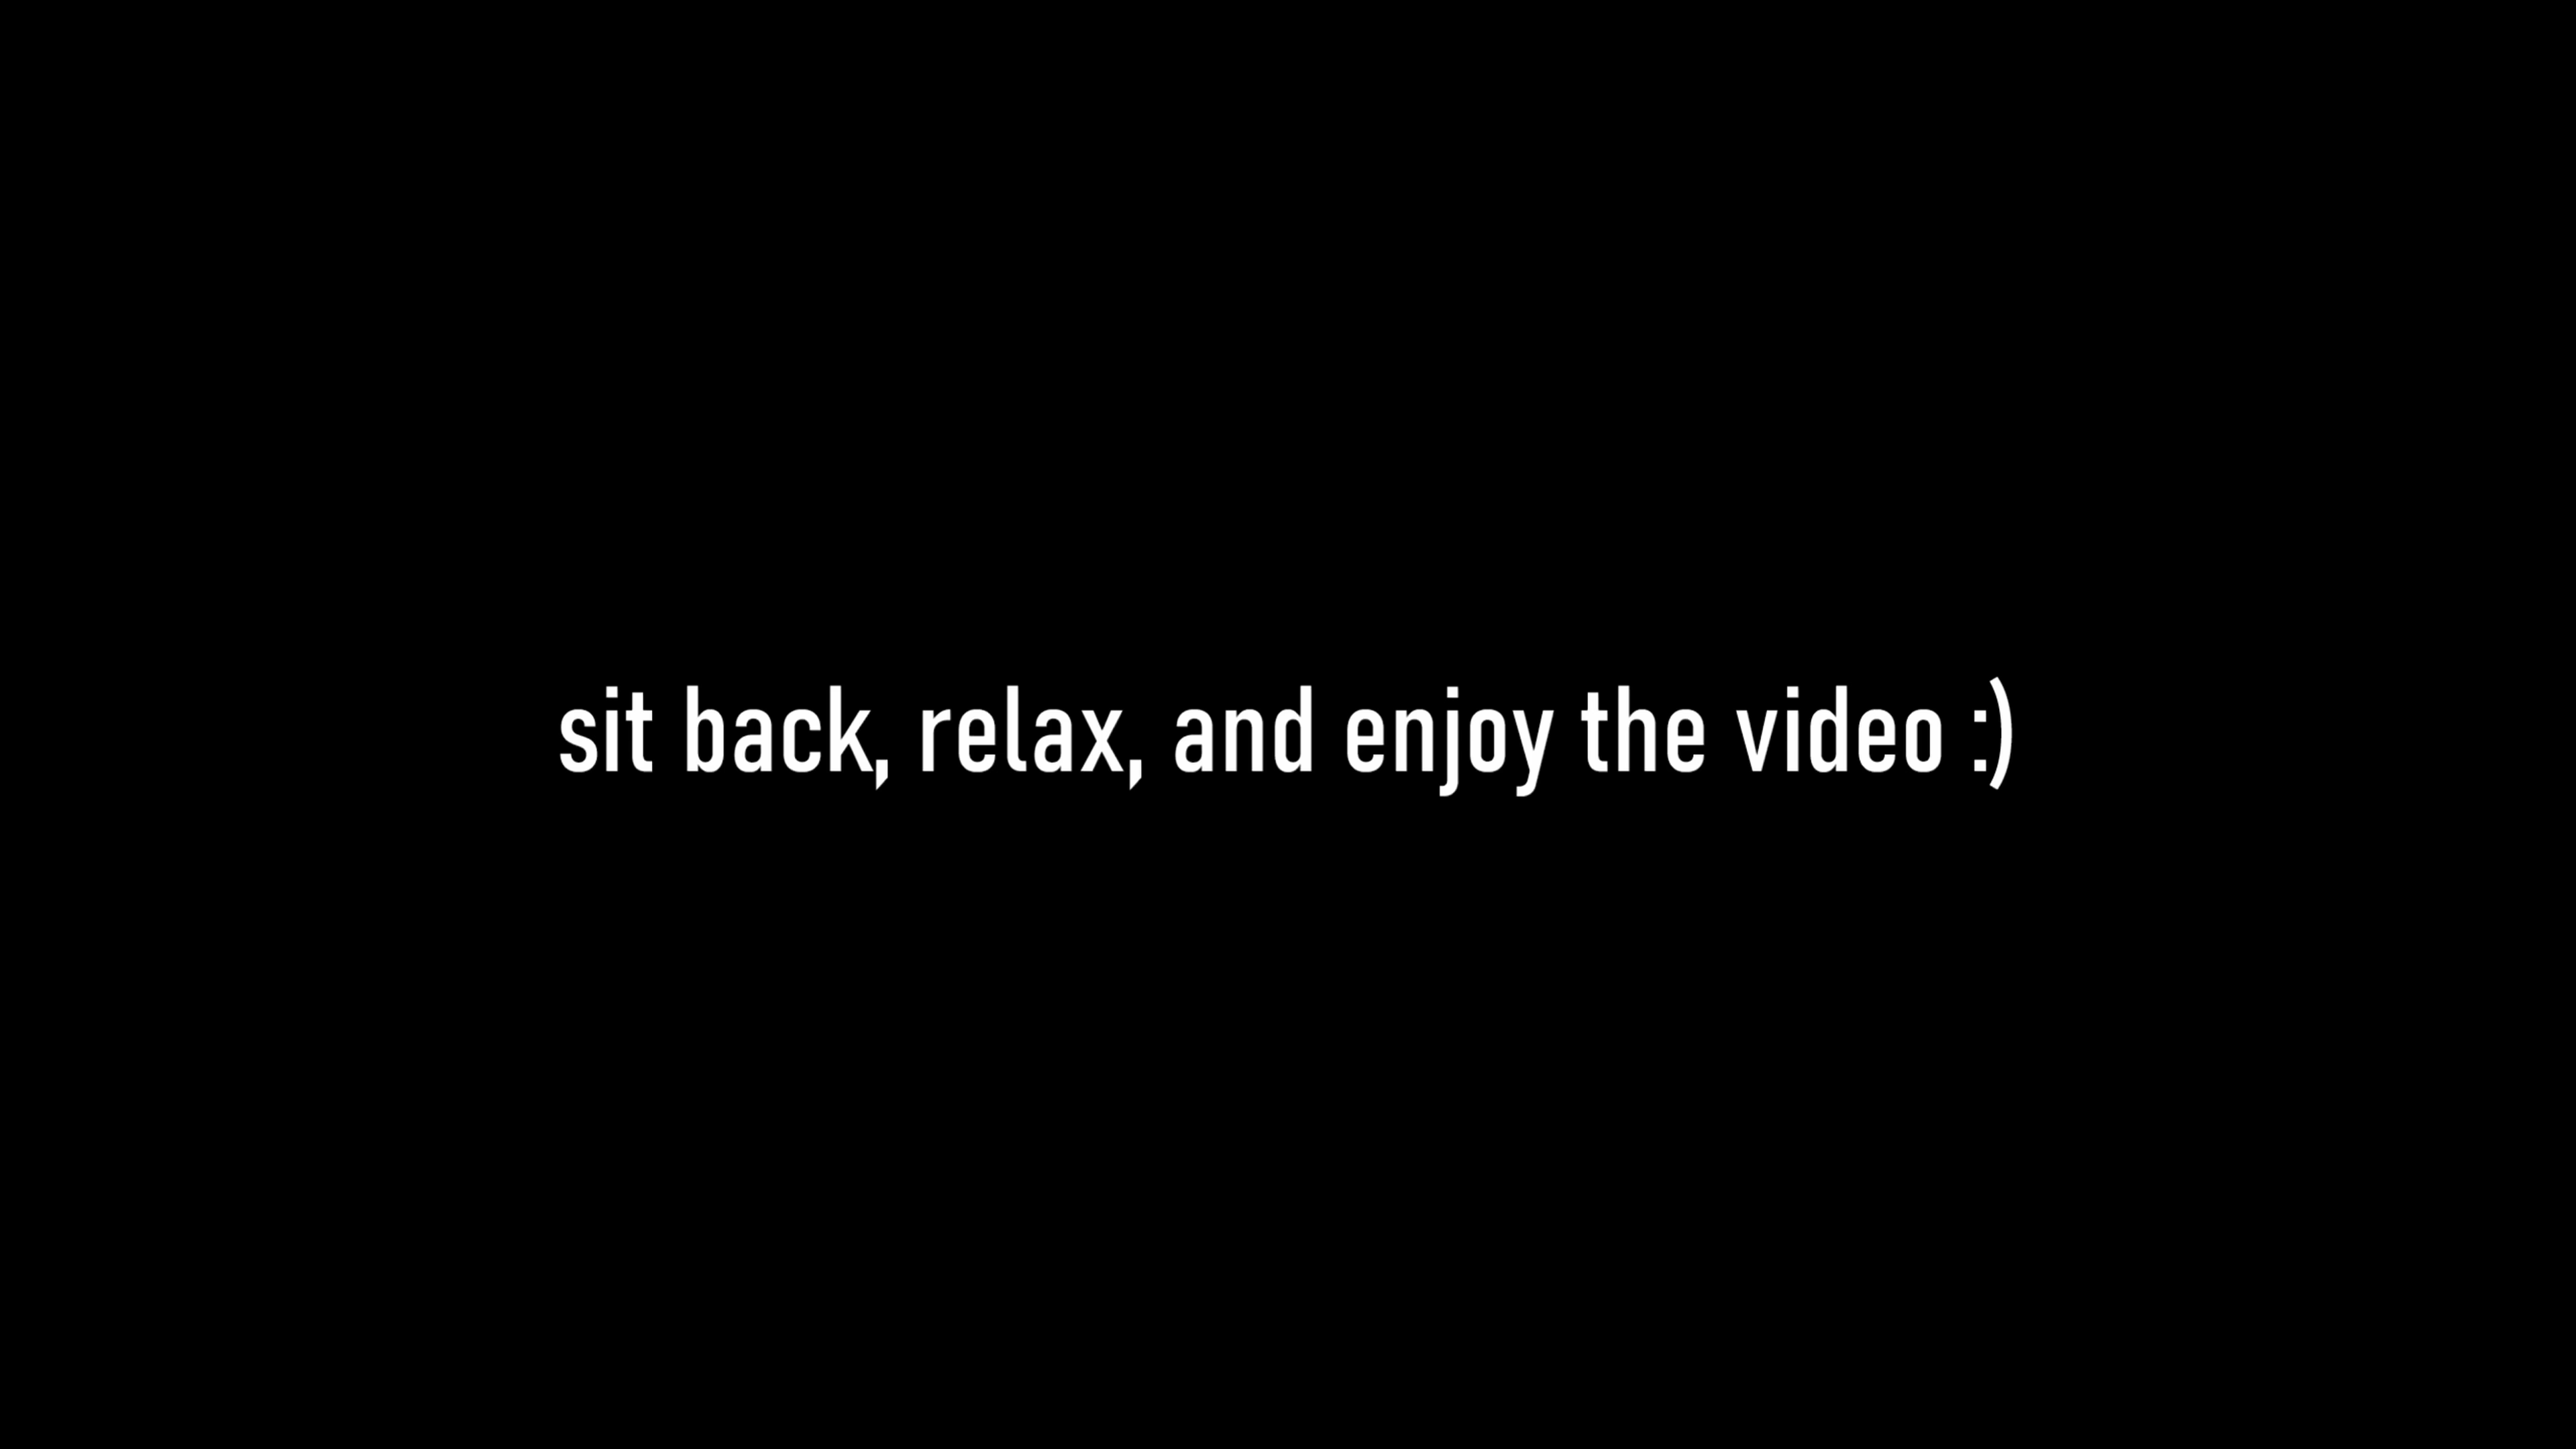 sit back, relax, and enjoy the video :)